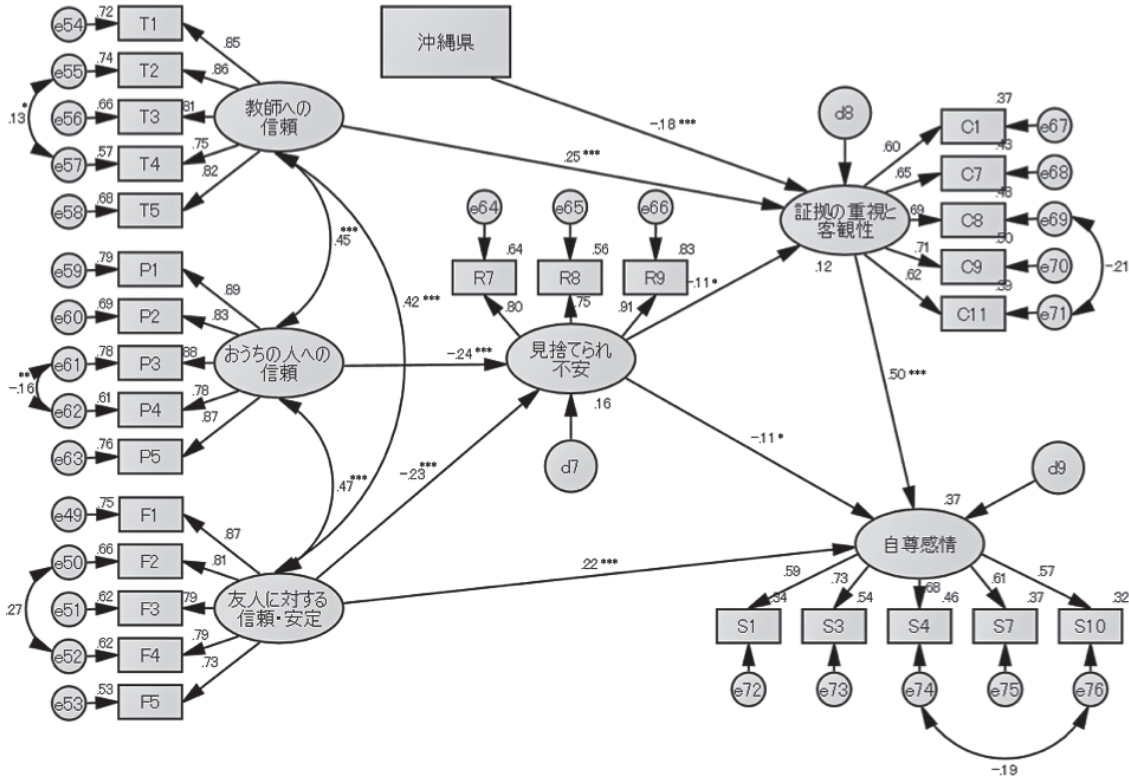 e54
.72
T1
.85
e55
.74
T2
.86
e56
.66
T3
.81
.13*
e57
.57
T4
.75
e58
.68
T5
.82
教師への
信頼
沖縄県
-.18 ***
.25 ***
d8
証拠の重視と
客観性
.12
.60
C1
.37
e67
.65
C7
.43
e68
.69
C8
.48
e69
.71
C9
.50
e70
.62
C11
.39
e71
-.21
.45***
.42 ***
e64
e65
e66
.64
.56
.83
R7
R8
R9
.80
.75
.91
-.11*
見捨てられ
不安
.16
d7
e59
.79
P1
.89
e60
.69
P2
.83
e61
.78
P3
.88
**
-.16
e62
.61
P4
.78
e63
.76
P5
.87
おうちの人への
信頼
-.24 ***
-.23***
.47***
.50 ***
-.11*
e49
.75
F1
.87
e50
.66
F2
.81
e51
.62
F3
.79
.27
e52
.62
F4
.79
e53
.53
F5
.73
友人に対する
信頼・安定
.22 ***
d9
.37
自尊感情
.59
.73
.68
.61
.57
.34
.54
.46
.37
.32
S1
S3
S4
S7
S10
e72
e73
e74
e75
e76
-.19